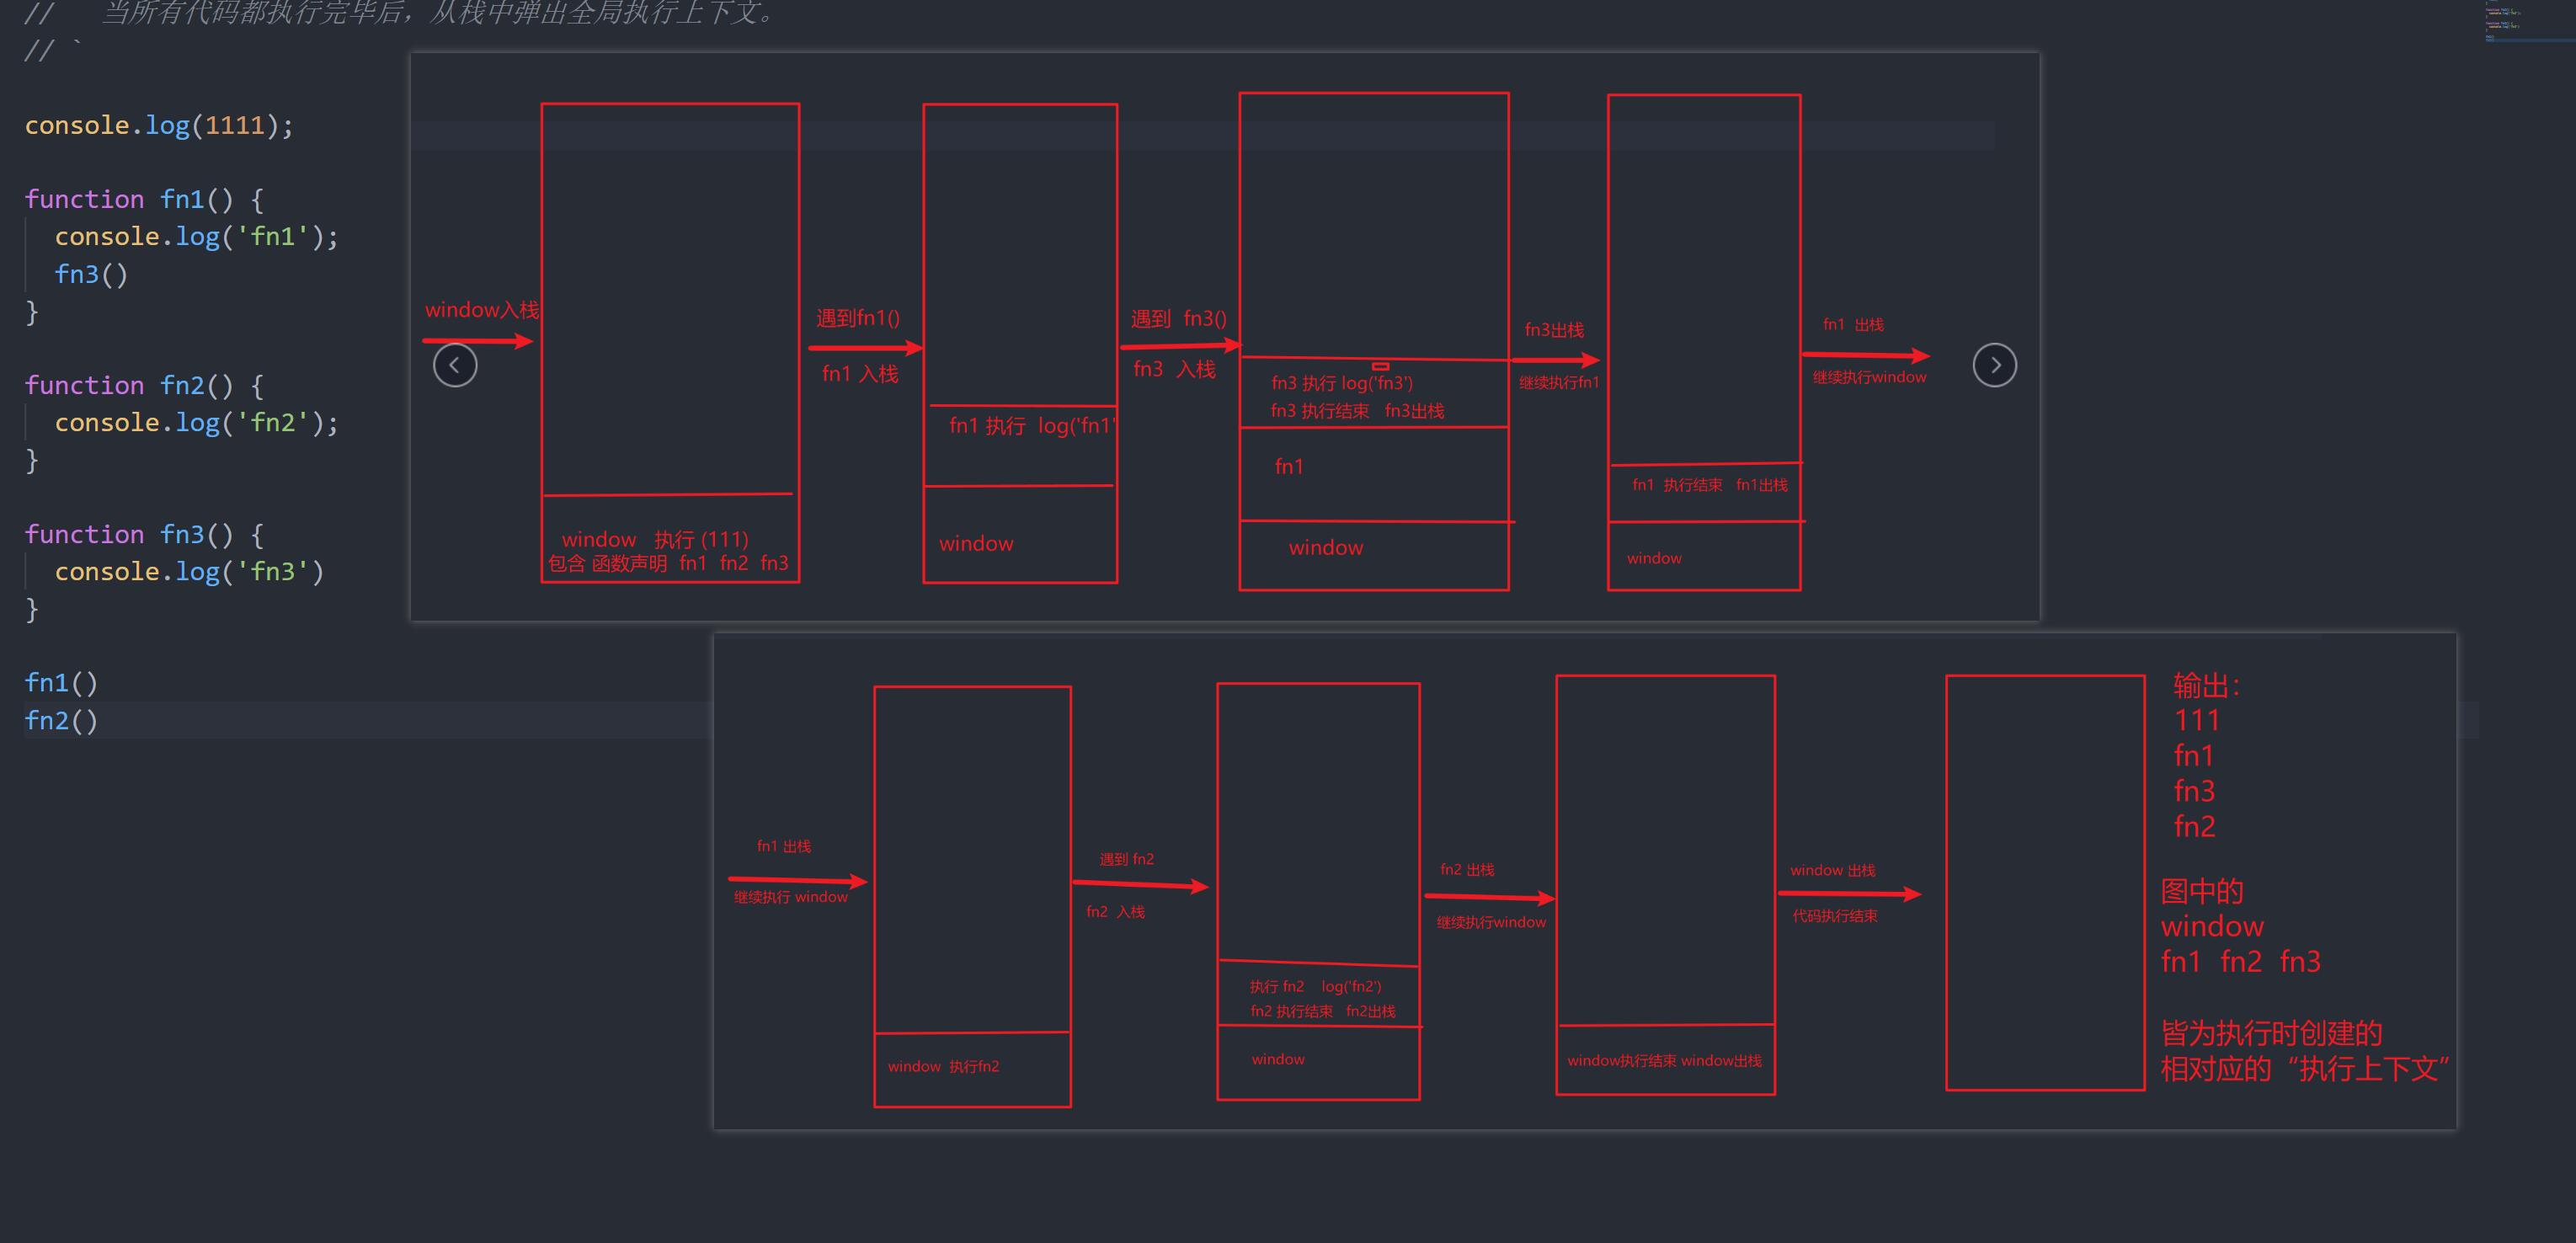 //   当所有代码都执行完毕后，从栈中弹出全局执行上下文。
// `
console.log(1111);
function fn1() {
  console.log('fn1');
  fn3()
}
function fn2() {
  console.log('fn2');
}
function fn3() {
  console.log('fn3')
}
fn1()
fn2()
window入栈
window 执行 (111)
包含 函数声明 fn1 fn2 fn3
遇到fn1()
fn1 入栈
fn1 执行 log('fn1'
window
遇到 fn3()
fn3 入栈
fn3 执行 log('fn3')
fn3 执行结束 fn3出栈
fn1
window
fn3出栈
继续执行fn1
fn1 执行结束 fn1出栈
window
fn1 出栈
继续执行window
fn1 出栈
继续执行 window
window 执行fn2
遇到 fn2
fn2 入栈
执行 fn2 log('fn2')
fn2 执行结束 fn2出栈
window
fn2 出栈
继续执行window
window执行结束 window出栈
window 出栈
代码执行结束
输出：
111
fn1
fn3
fn2
图中的
window
fn1 fn2 fn3
皆为执行时创建的
相对应的“执行上下文”